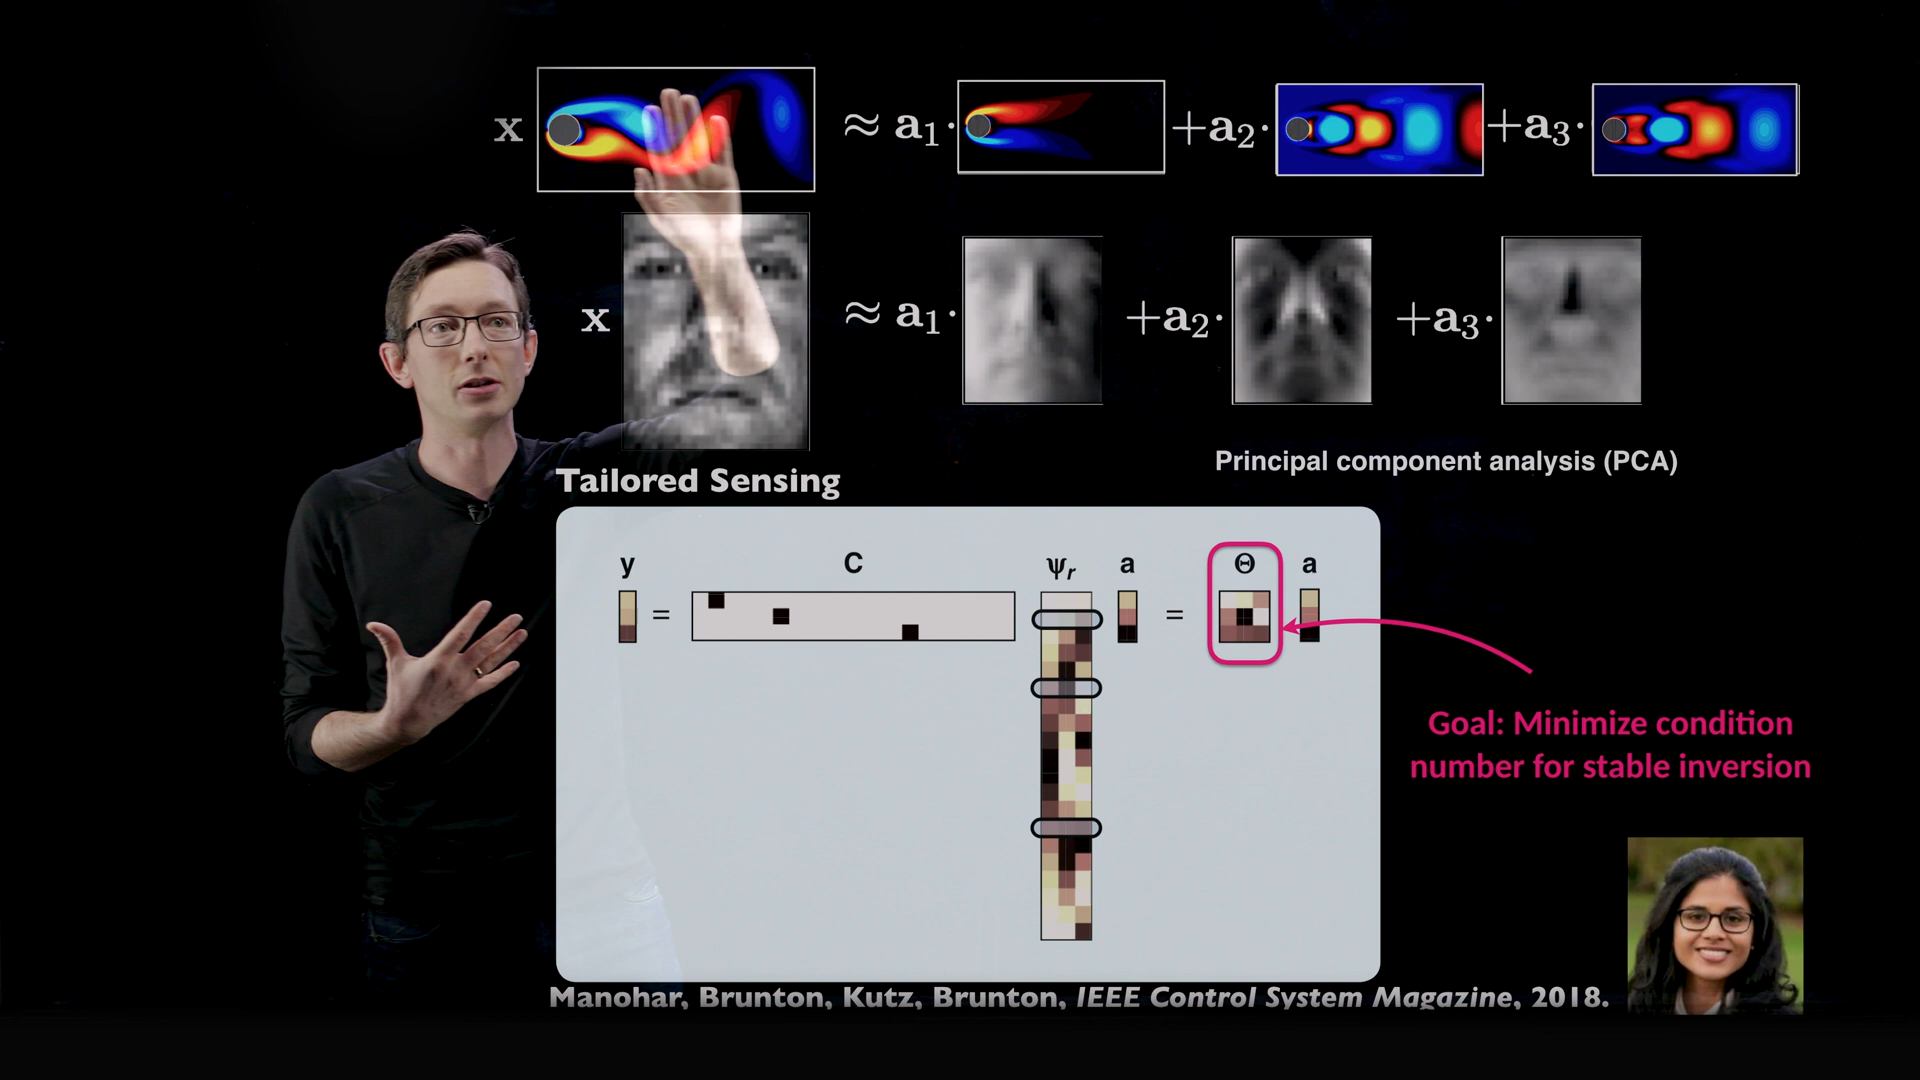 x ≈ a₁· +a₂· +a₃·
x ≈ a₁· +a₂· +a₃·
Principal component analysis (PCA)
Tailored Sensing
y C Ψᵣ a Θ a
= =
Goal: Minimize condition
number for stable inversion
Manohar, Brunton, Kutz, Brunton, IEEE Control System Magazine, 2018.